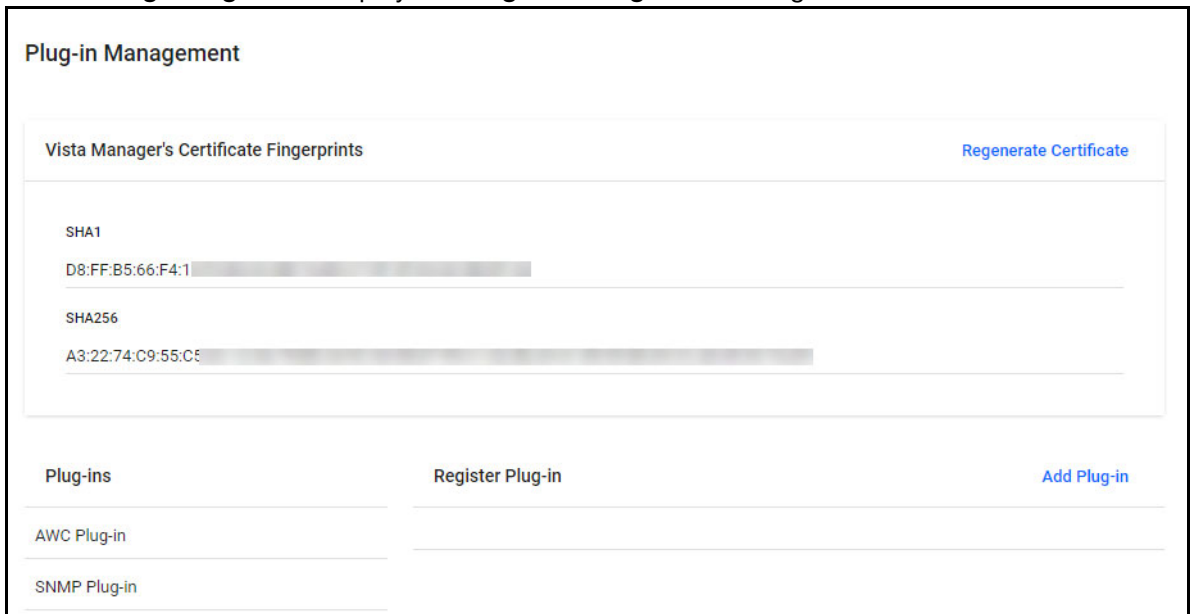 Plug-in Management
Vista Manager's Certificate Fingerprints
Regenerate Certificate
SHA1
D8:FF:B5:66:F4:1
SHA256
A3:22:74:C9:55:C5
Plug-ins
Register Plug-in
Add Plug-in
AWC Plug-in
SNMP Plug-in